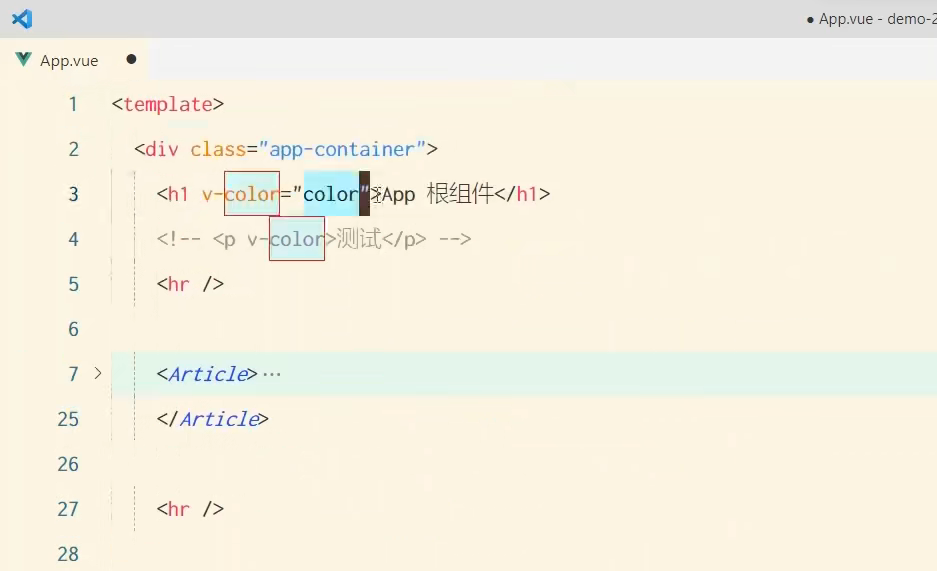 ● App.vue - demo-2
App.vue ●
1 <template>
2 <div class="app-container">
3 <h1 v-color="color">App 根组件</h1>
4 <!-- <p v-color>测试</p> -->
5 <hr />
6
7 <Article>···
25 </Article>
26
27 <hr />
28